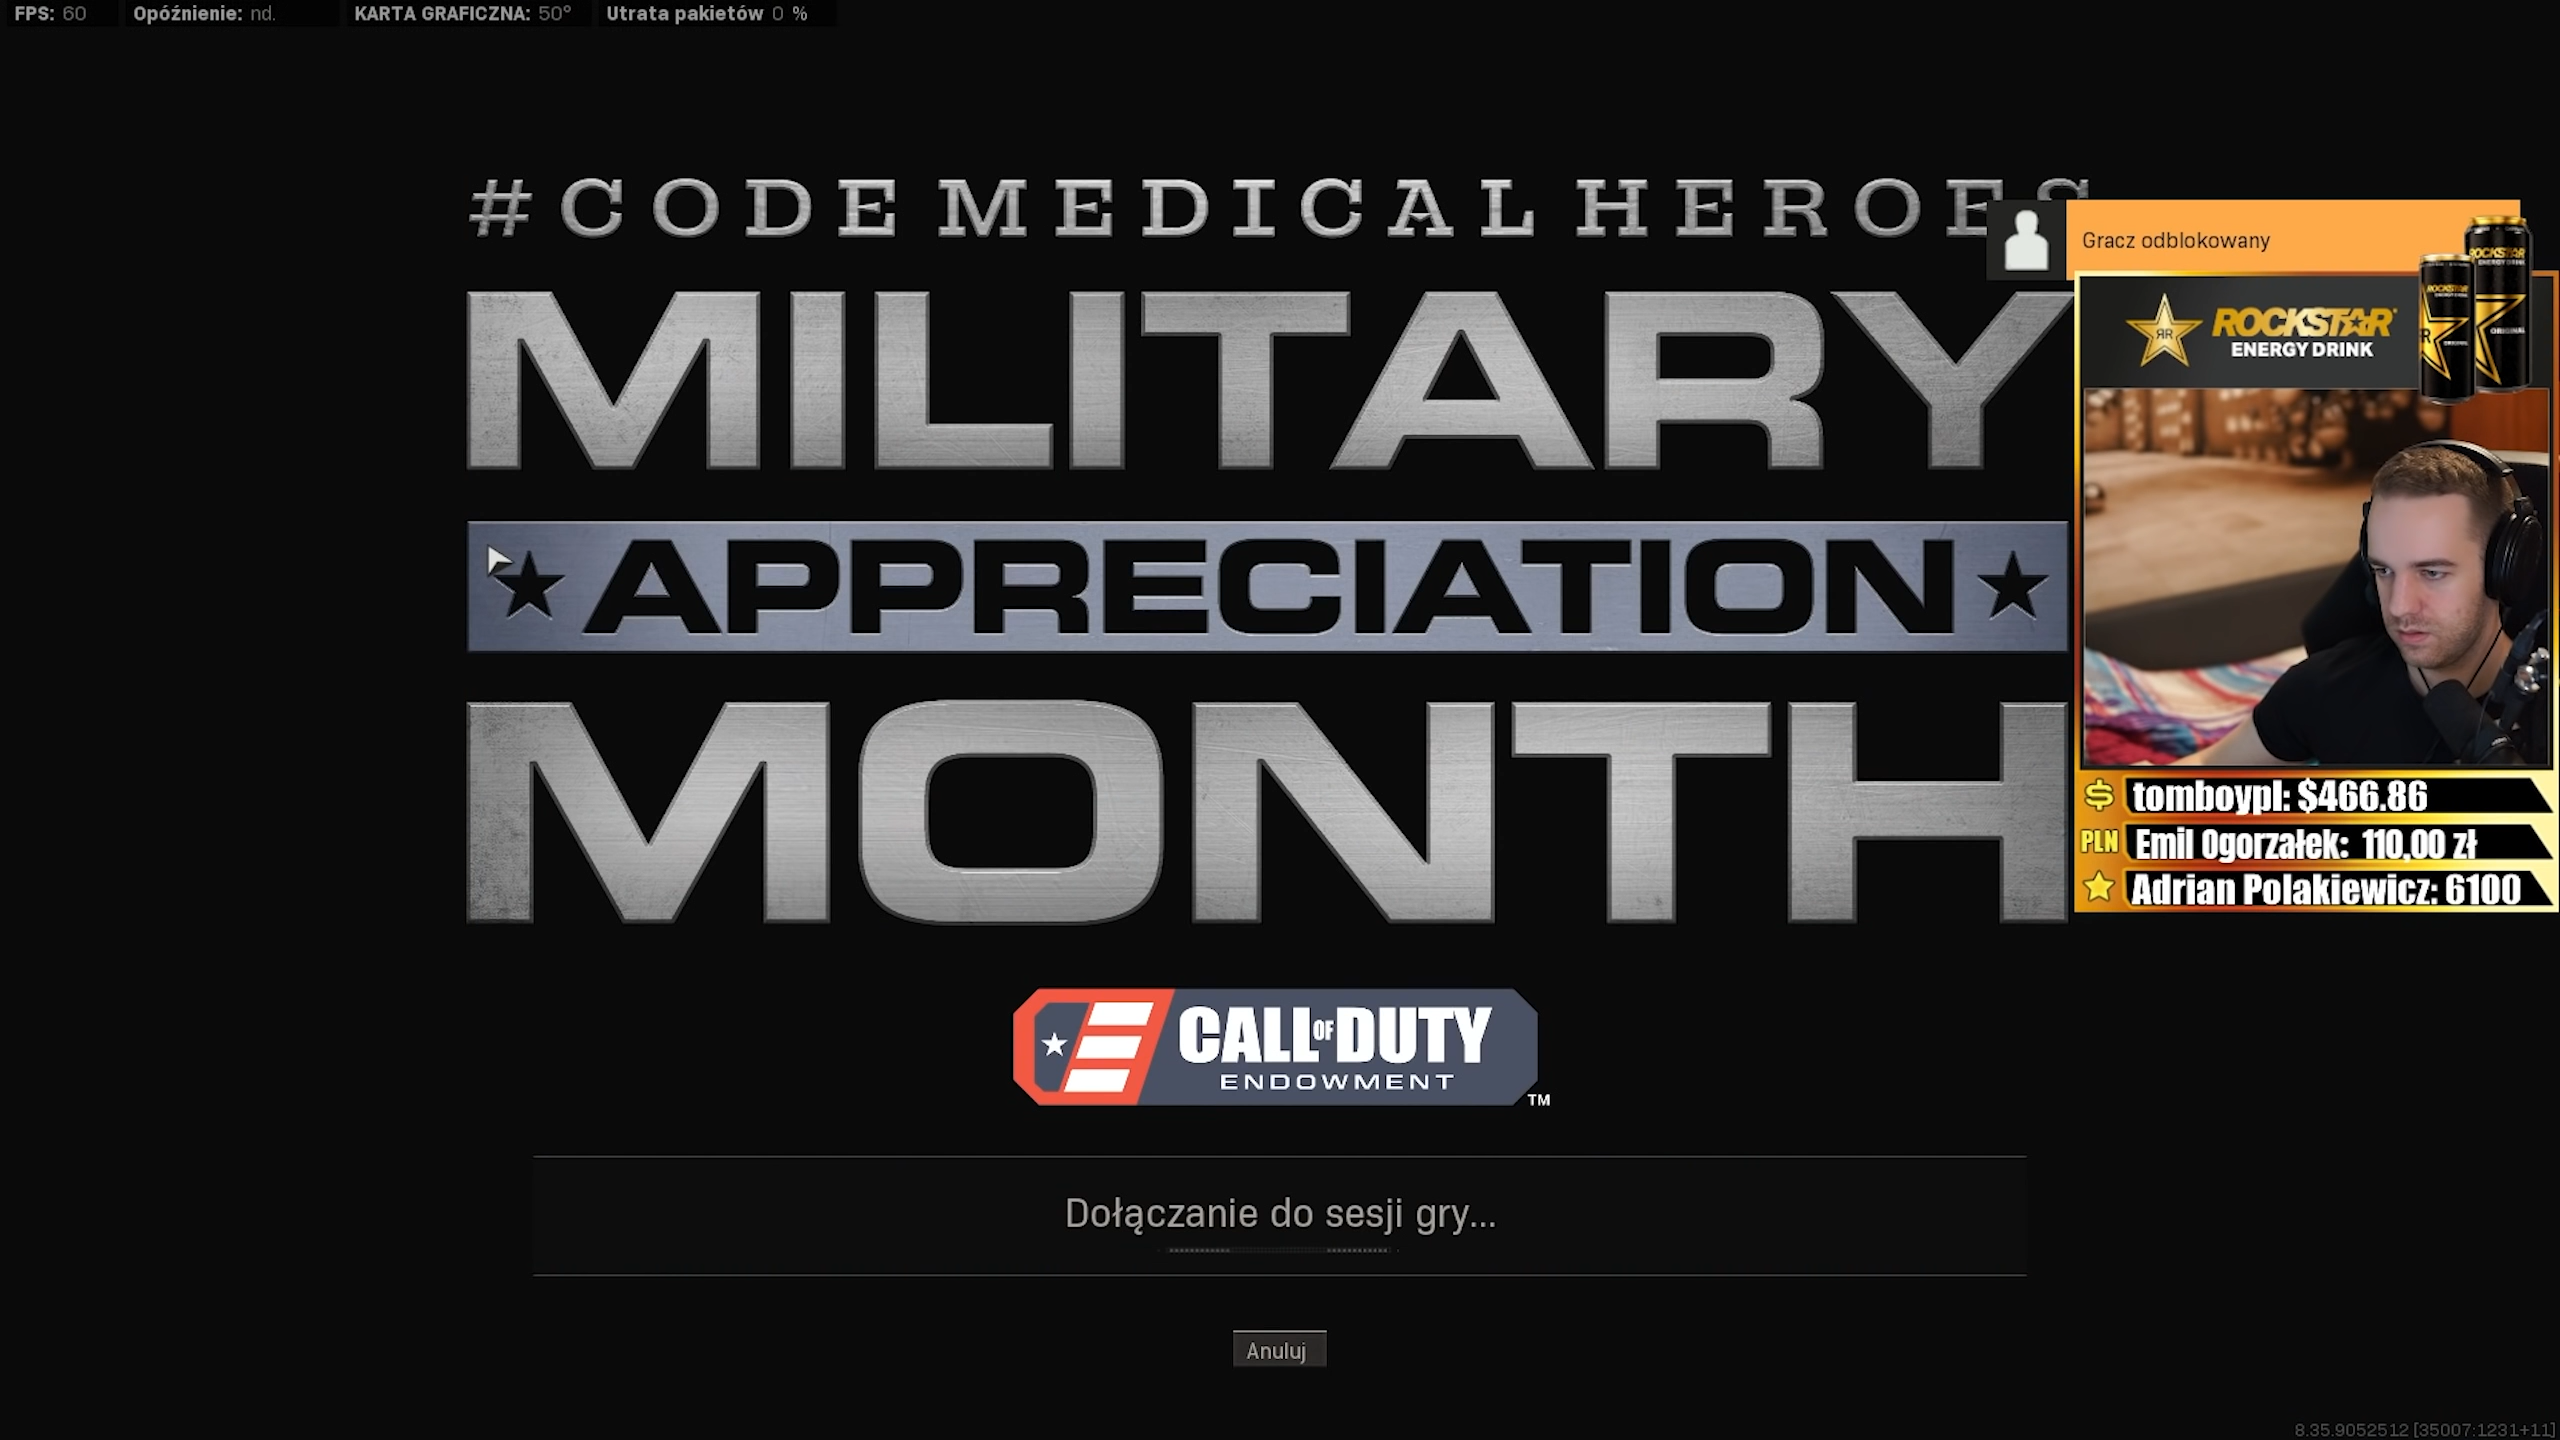 FPS: 60 Opóźnienie: nd. KARTA GRAFICZNA: 50° Utrata pakietów 0 %
#CODE MEDICAL HEROES
Gracz odblokowany
MILITARY
ROCKSTAR
ENERGY DRINK
APPRECIATION
MONTH
$ tomboypl: $466.86
PLN Emil Ogorzałek: 110,00 zł
Adrian Polakiewicz: 6100
CALL OF DUTY
ENDOWMENT
TM
Dołączanie do sesji gry...
Anuluj
8.35.9052512 [35007:1231+11]